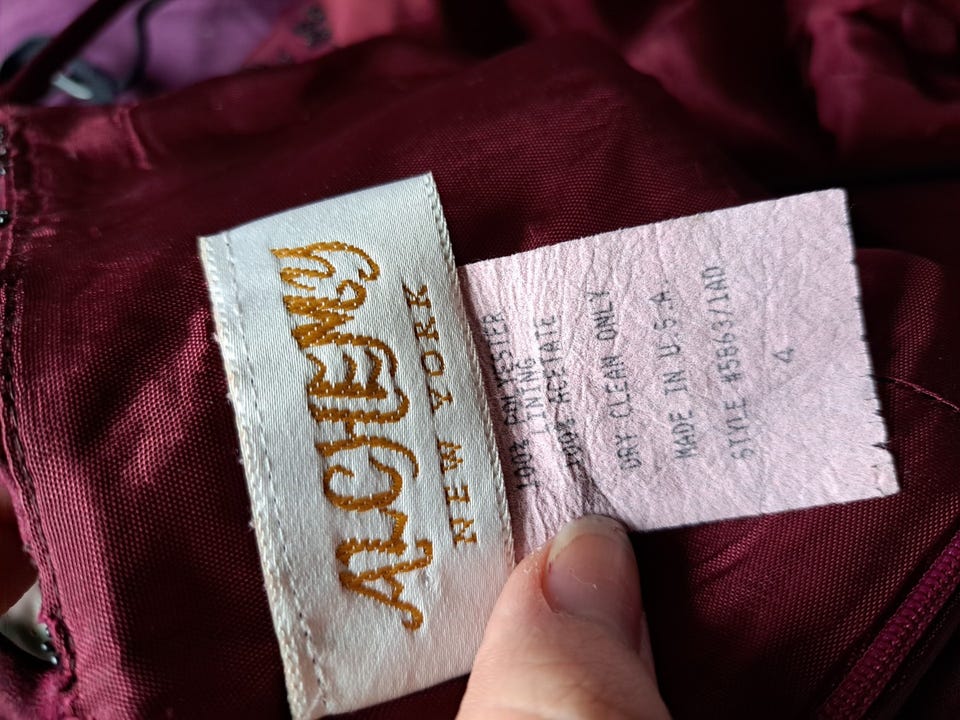 ALCHEMY
NEW YORK
100% POLYESTER
LINING
100% ACETATE
DRY CLEAN ONLY
MADE IN U.S.A.
STYLE #5863/1AD
4